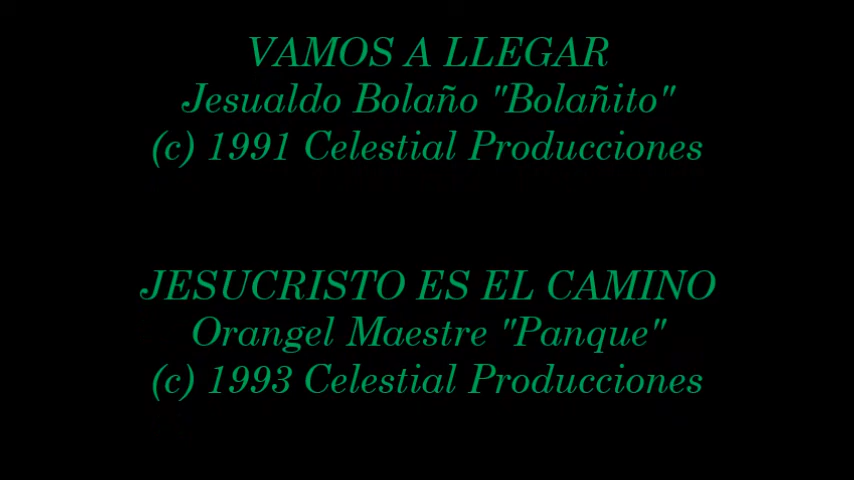 VAMOS A LLEGAR
Jesualdo Bolaño "Bolañito"
(c) 1991 Celestial Producciones
JESUCRISTO ES EL CAMINO
Orangel Maestre "Panque"
(c) 1993 Celestial Producciones